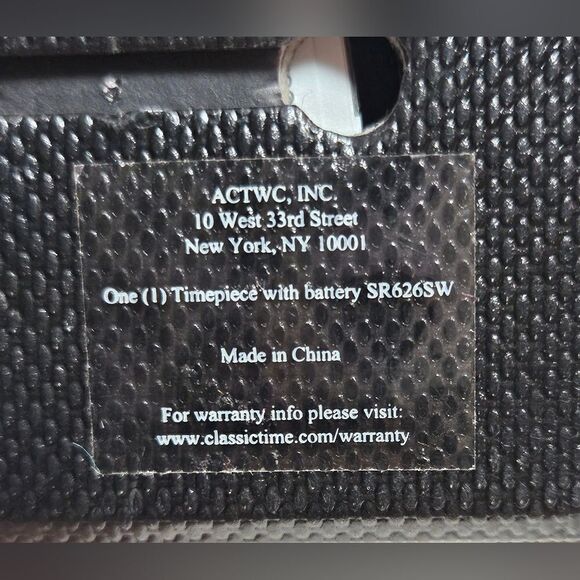 ACTWC, INC.
10 West 33rd Street
New York, NY 10001
One (1) Timepiece with battery SR626SW
Made in China
For warranty info please visit:
www.classictime.com/warranty